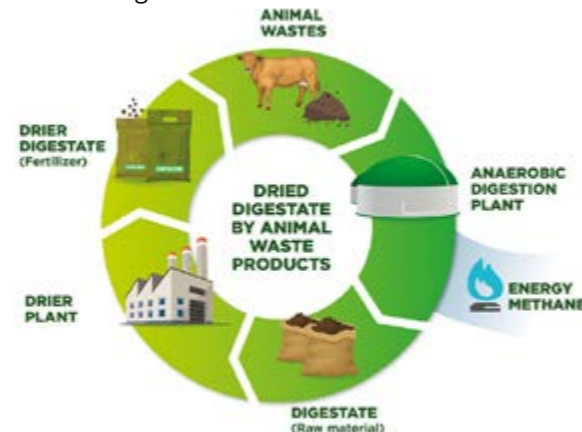 ANIMAL
WASTES
ANAEROBIC
DIGESTION
PLANT
ENERGY
METHANE
DIGESTATE
(Raw material)
DRIER
PLANT
DRIER
DIGESTATE
(Fertilizer)
DRIED
DIGESTATE
BY ANIMAL
WASTE
PRODUCTS